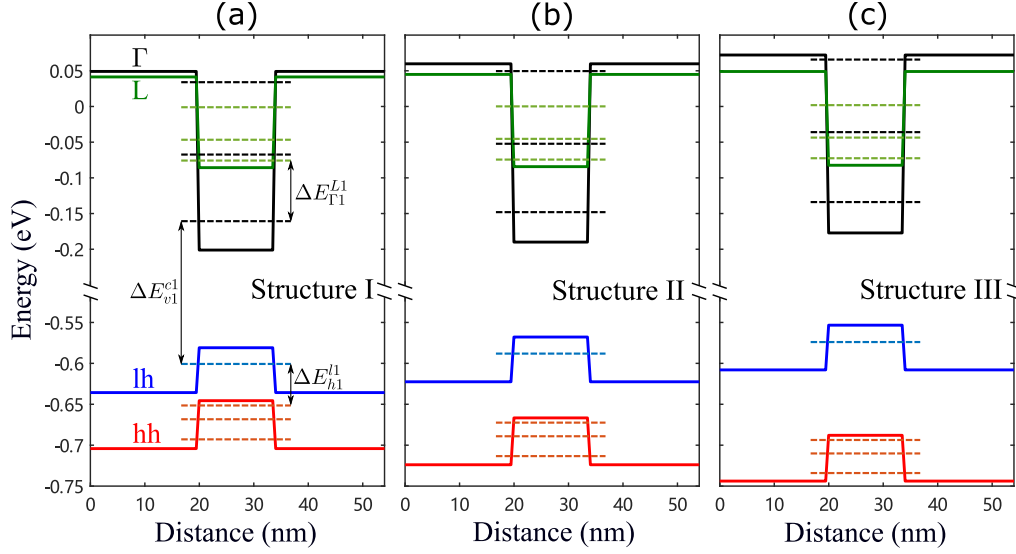 (a) (b) (c)
Γ
L
0.05
0
-0.05
-0.1
-0.15
-0.2
-0.55
-0.6
-0.65
-0.7
-0.75
Energy (eV)
ΔE^{L1}_{Γ1}
ΔE^{c1}_{v1}
ΔE^{l1}_{h1}
Structure I
Structure II
Structure III
lh
hh
0 10 20 30 40 50
0 10 20 30 40 50
0 10 20 30 40 50
Distance (nm)
Distance (nm)
Distance (nm)